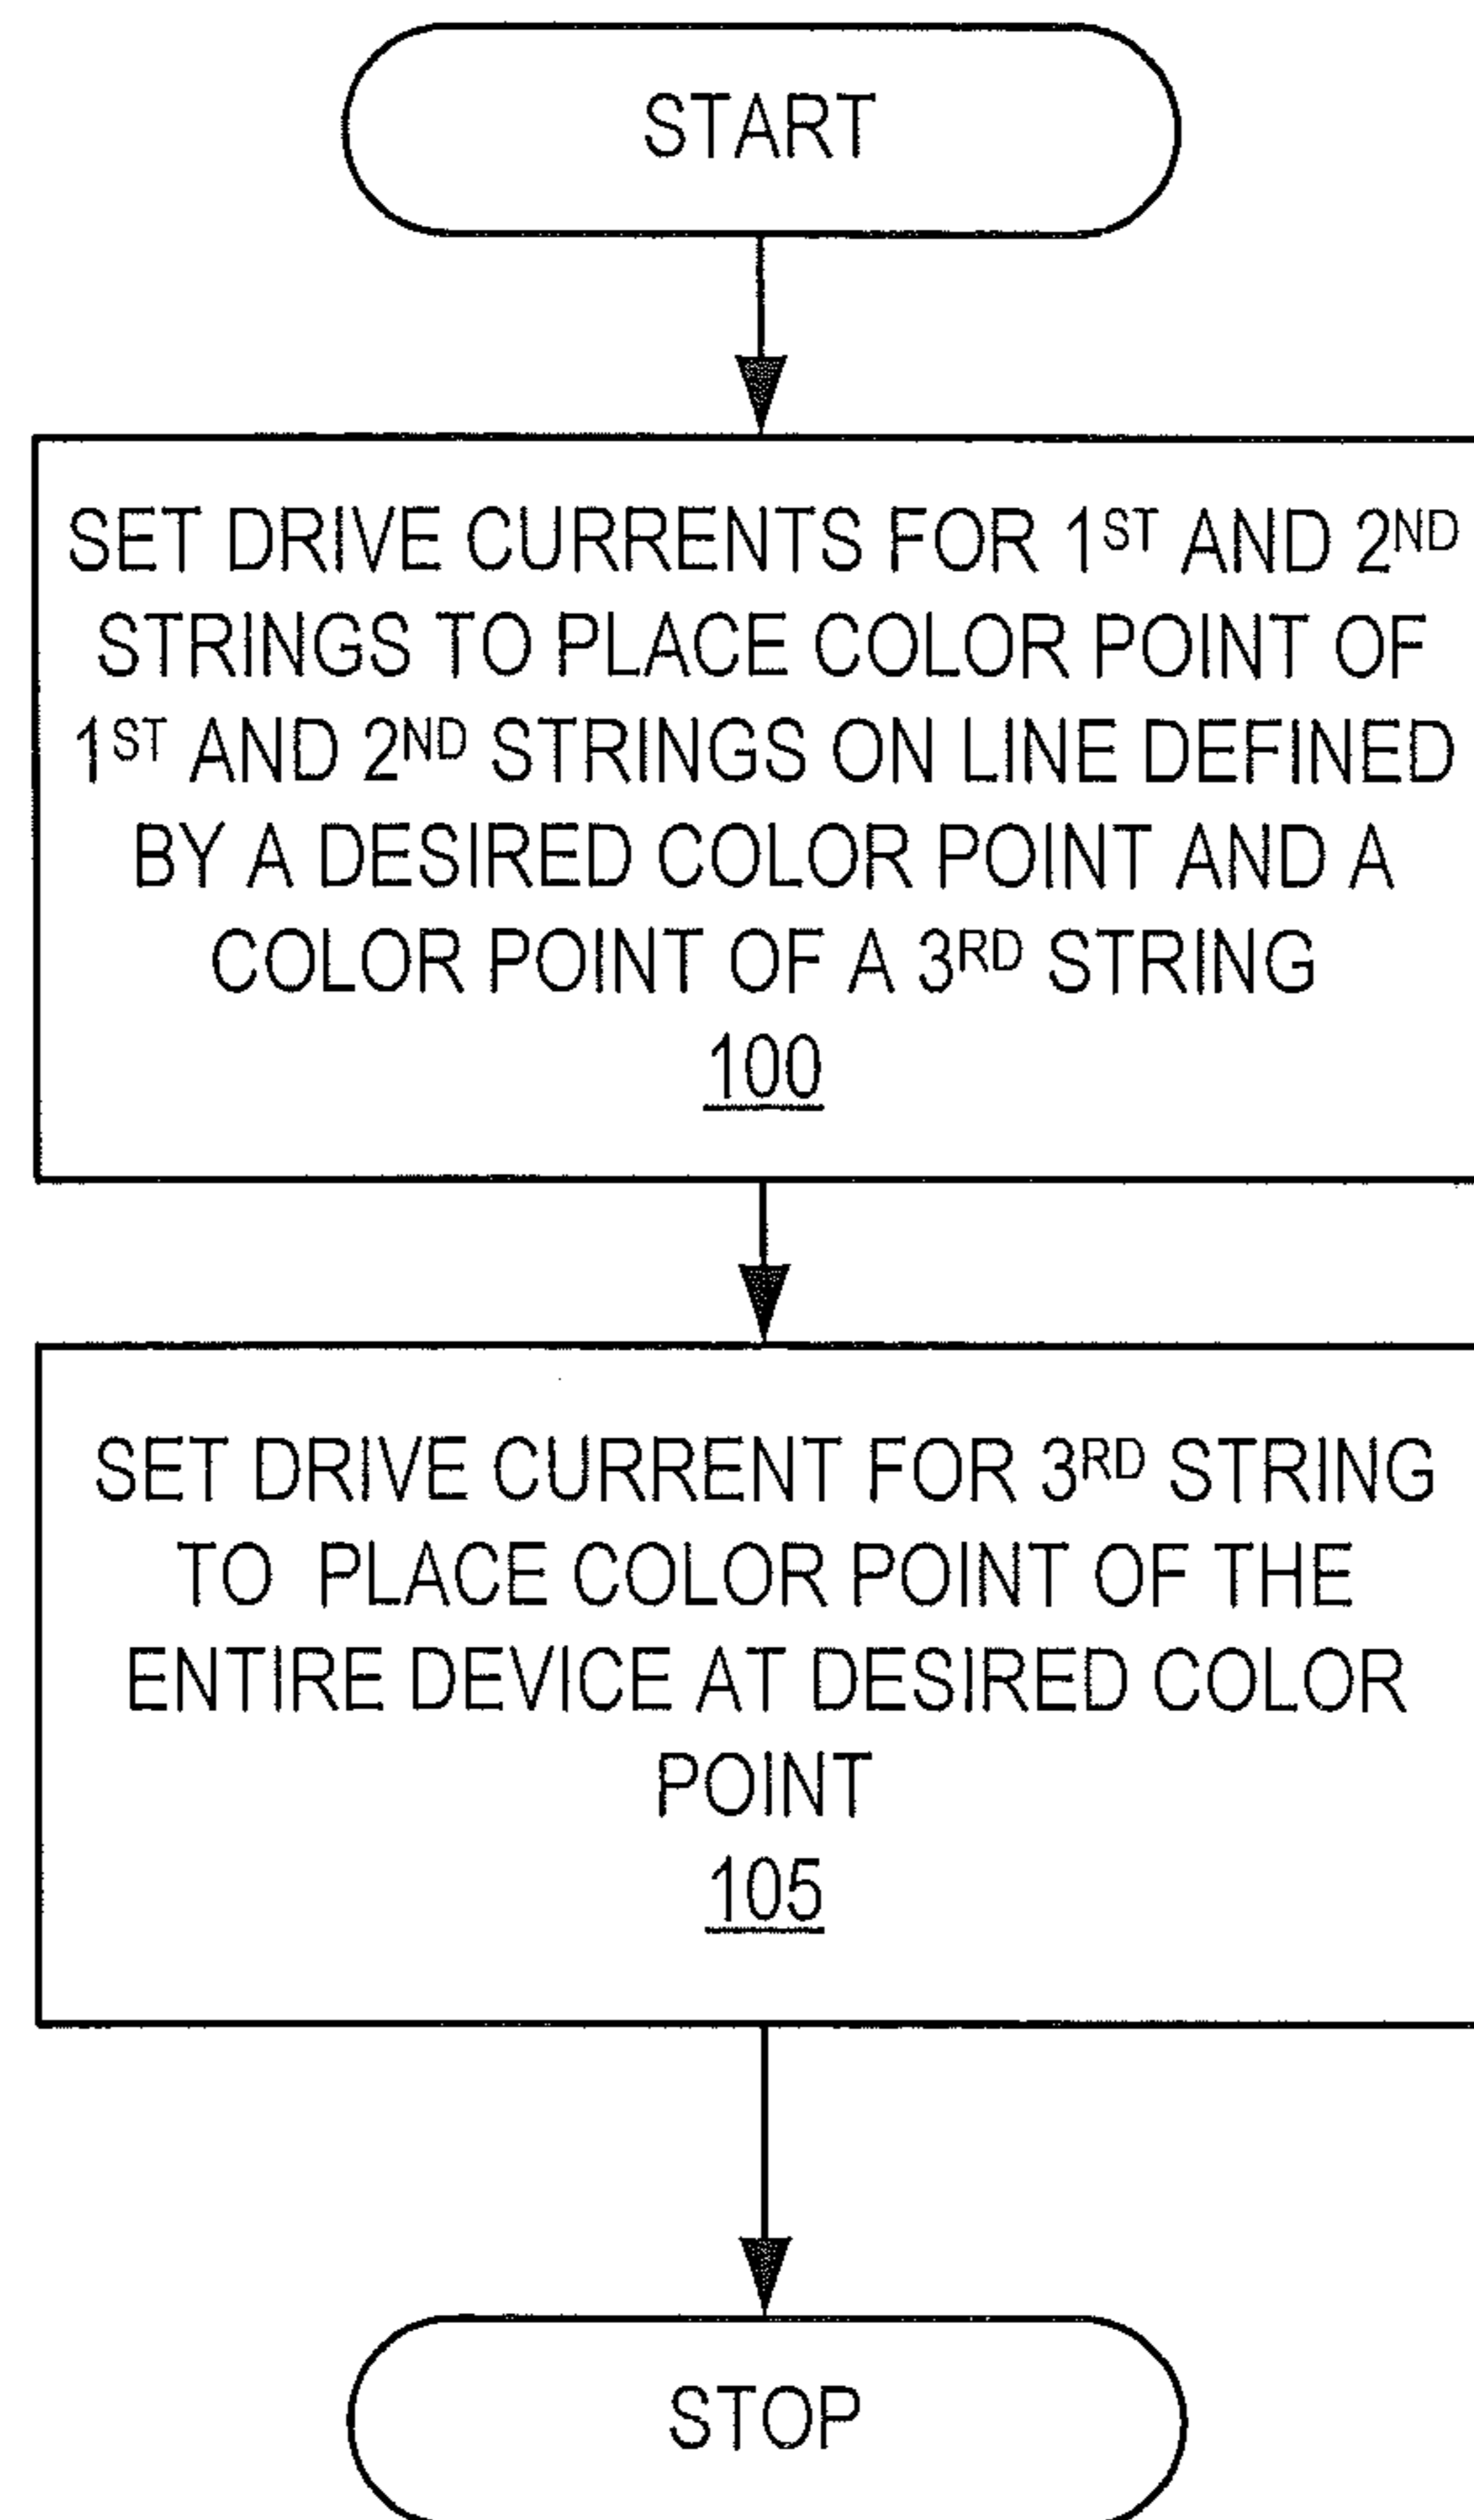 START
SET DRIVE CURRENTS FOR 1ST AND 2ND
STRINGS TO PLACE COLOR POINT OF
1ST AND 2ND STRINGS ON LINE DEFINED
BY A DESIRED COLOR POINT AND A
COLOR POINT OF A 3RD STRING
100
SET DRIVE CURRENT FOR 3RD STRING
TO PLACE COLOR POINT OF THE
ENTIRE DEVICE AT DESIRED COLOR
POINT
105
STOP